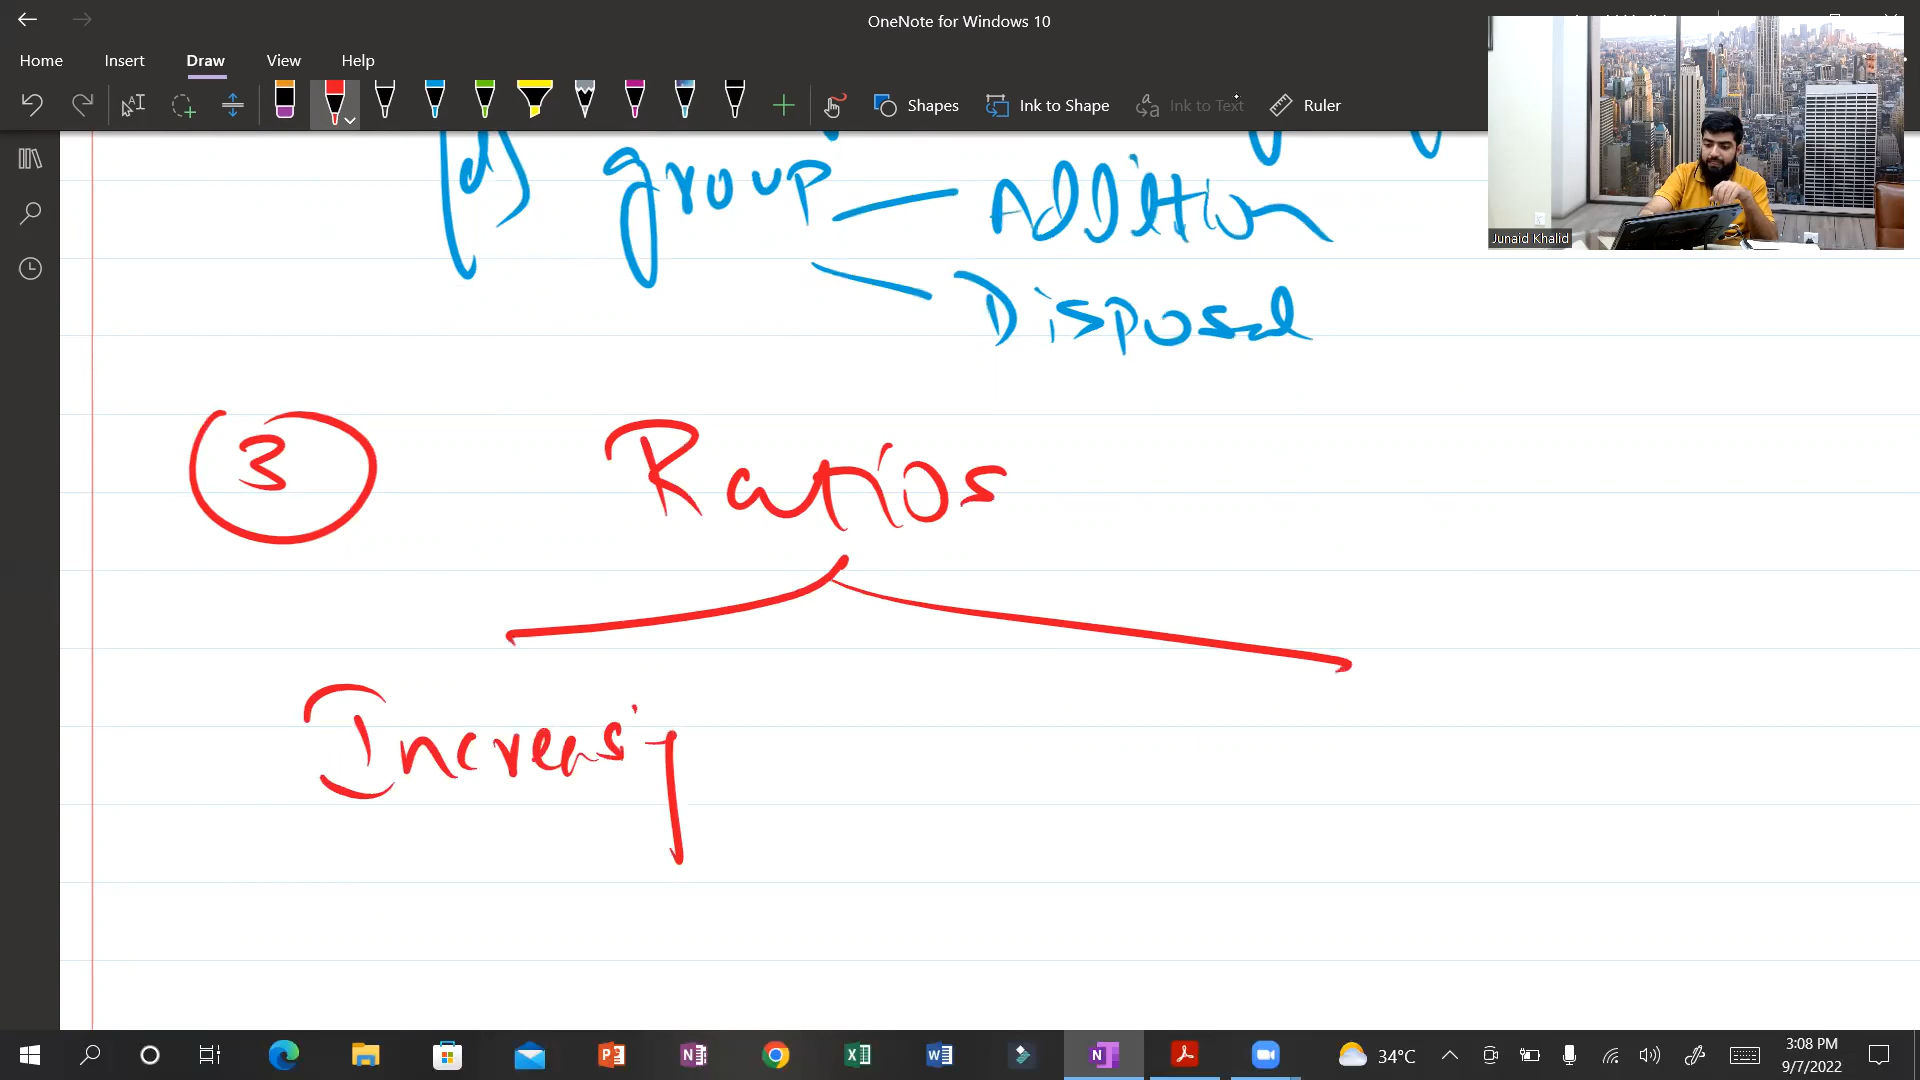 OneNote for Windows 10
Home Insert Draw View Help
Shapes Ink to Shape Ink to Text Ruler
Junaid Khalid
(d) group — Addition
— Disposal
3 Ratios
Increasing
34°C
3:08 PM
9/7/2022